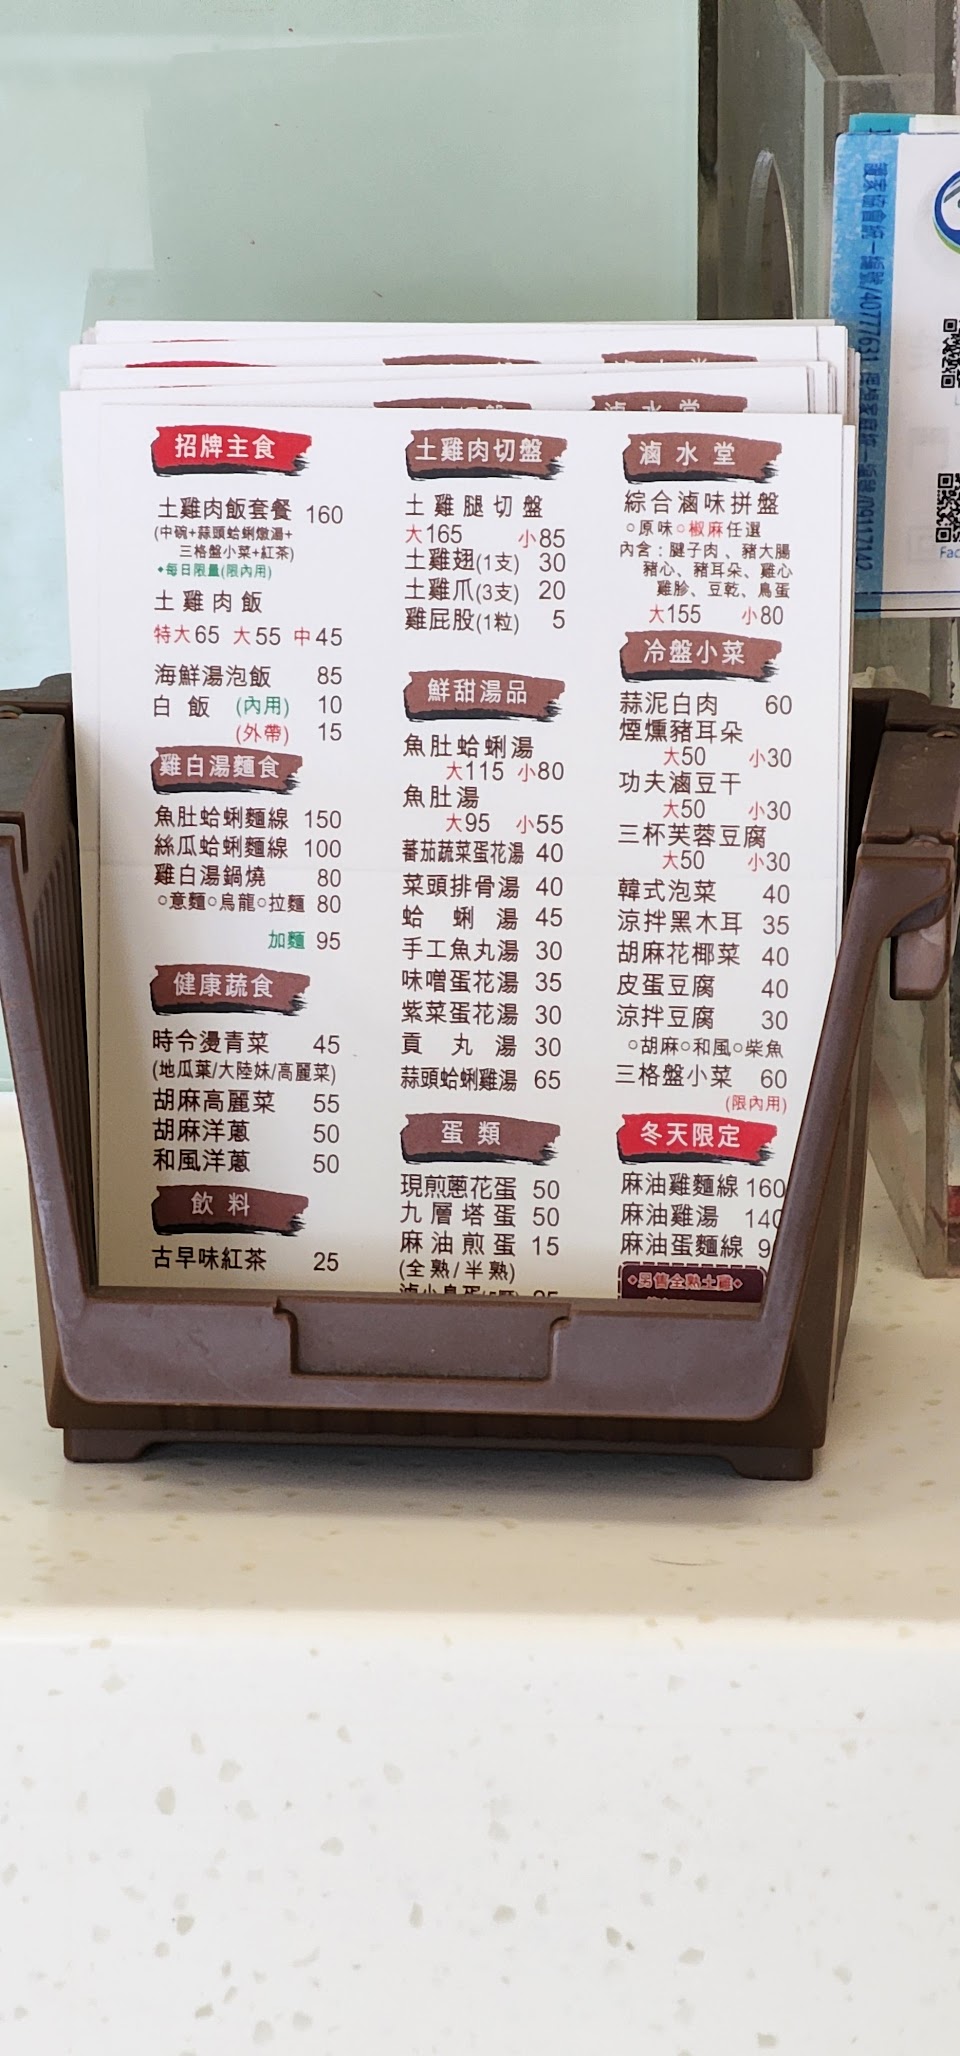 招牌主食
土雞肉飯套餐 160
(中碗+蒜頭蛤蜊燉湯+
三格盤小菜+紅茶)
每日限量(限內用)
土雞肉飯
特大65 大55 中45
海鮮湯泡飯 85
白飯 (內用) 10
(外帶) 15
雞白湯麵食
魚肚蛤蜊麵線 150
絲瓜蛤蜊麵線 100
雞白湯鍋燒 80
○意麵○烏龍○拉麵 80
加麵 95
健康蔬食
時令燙青菜 45
(地瓜葉/大陸妹/高麗菜)
胡麻高麗菜 55
胡麻洋蔥 50
和風洋蔥 50
飲料
古早味紅茶 25
土雞肉切盤
土雞腿切盤
大165 小85
土雞翅(1支) 30
土雞爪(3支) 20
雞屁股(1粒) 5
鮮甜湯品
魚肚蛤蜊湯
大115 小80
魚肚湯
大95 小55
蕃茄蔬菜蛋花湯 40
菜頭排骨湯 40
蛤蜊湯 45
手工魚丸湯 30
味噌蛋花湯 35
紫菜蛋花湯 30
貢丸湯 30
蒜頭蛤蜊雞湯 65
蛋類
現煎蔥花蛋 50
九層塔蛋 50
麻油煎蛋 15
(全熟/半熟)
滷水堂
綜合滷味拼盤
○原味○椒麻任選
內含：腱子肉、豬大腸
豬心、豬耳朵、雞心
雞胗、豆乾、鳥蛋
大155 小80
冷盤小菜
蒜泥白肉 60
煙燻豬耳朵
大50 小30
功夫滷豆干
大50 小30
三杯芙蓉豆腐
大50 小30
韓式泡菜 40
涼拌黑木耳 35
胡麻花椰菜 40
皮蛋豆腐 40
涼拌豆腐 30
○胡麻○和風○柴魚
三格盤小菜 60
(限內用)
冬天限定
麻油雞麵線 160
麻油雞湯 140
麻油蛋麵線 9
另售全熟土雞
滷水堂
統一編號/40777631